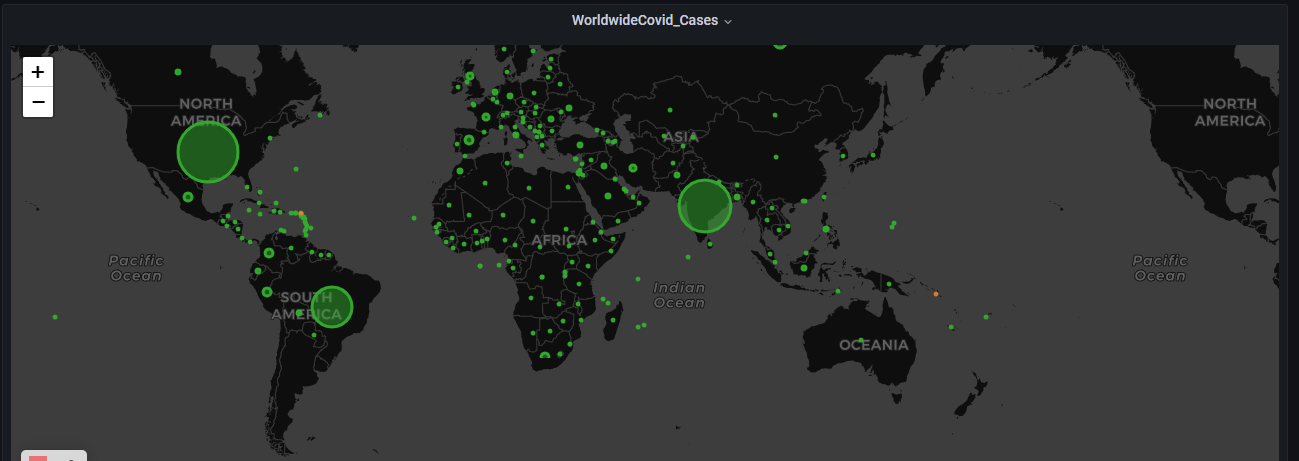 WorldwideCovid_Cases
+
−
NORTH
AMERICA
NORTH
AMERICA
ASIA
AFRICA
Pacific
Ocean
SOUTH
AMERICA
Indian
Ocean
Pacific
Ocean
OCEANIA